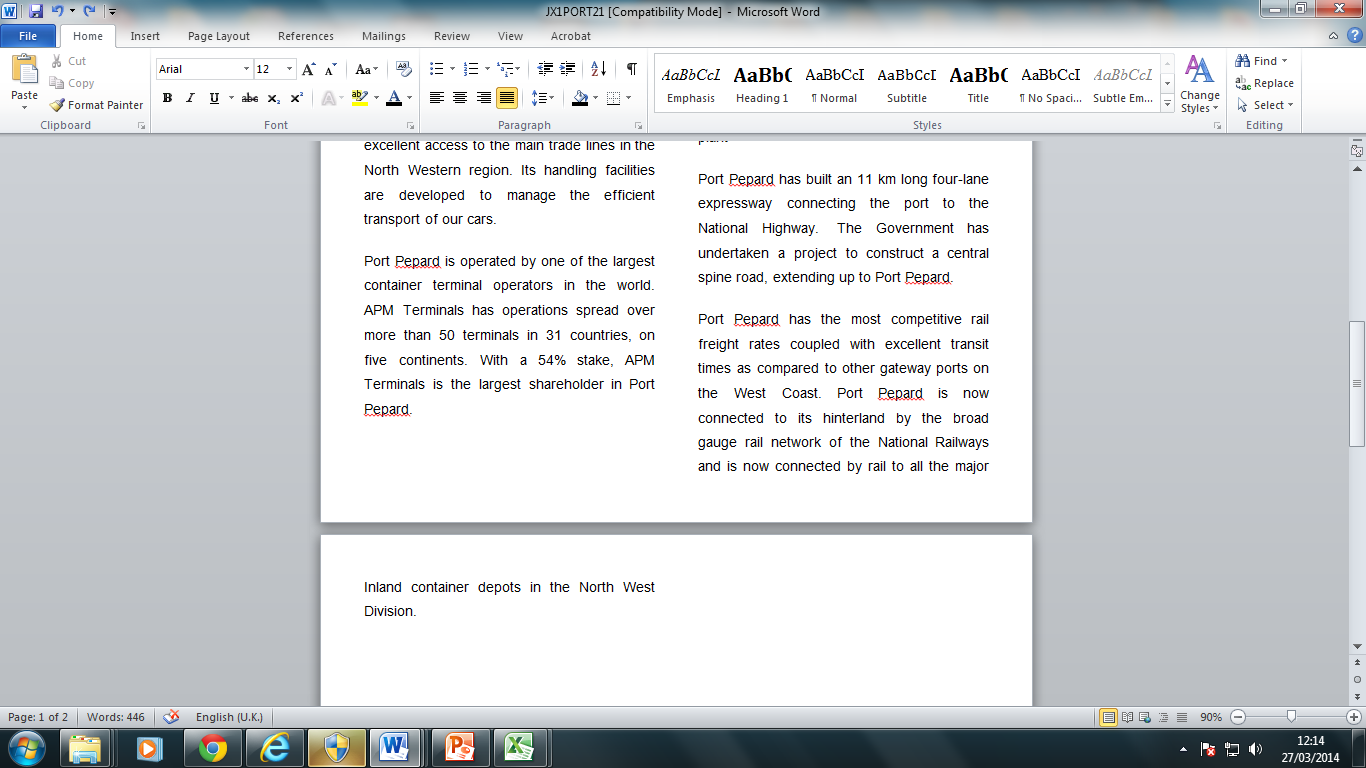 JX1PORT21 [Compatibility Mode] - Microsoft Word
File Home Insert Page Layout References Mailings Review View Acrobat
Paste
Cut
Copy
Format Painter
Clipboard
Arial 12
Font
Paragraph
AaBbCcI AaBbC AaBbCcI AaBbCcI AaBbC AaBbCcI AaBbCcI
Emphasis Heading 1 ¶ Normal Subtitle Title ¶ No Spaci... Subtle Em...
Styles
Change Styles
Find
Replace
Select
Editing
excellent access to the main trade lines in the
North Western region. Its handling facilities
are developed to manage the efficient
transport of our cars.
Port Pepard is operated by one of the largest
container terminal operators in the world.
APM Terminals has operations spread over
more than 50 terminals in 31 countries, on
five continents. With a 54% stake, APM
Terminals is the largest shareholder in Port
Pepard.
Port Pepard has built an 11 km long four-lane
expressway connecting the port to the
National Highway. The Government has
undertaken a project to construct a central
spine road, extending up to Port Pepard.
Port Pepard has the most competitive rail
freight rates coupled with excellent transit
times as compared to other gateway ports on
the West Coast. Port Pepard is now
connected to its hinterland by the broad
gauge rail network of the National Railways
and is now connected by rail to all the major
Inland container depots in the North West
Division.
Page: 1 of 2 Words: 446 English (U.K.) 90%
12:14
27/03/2014